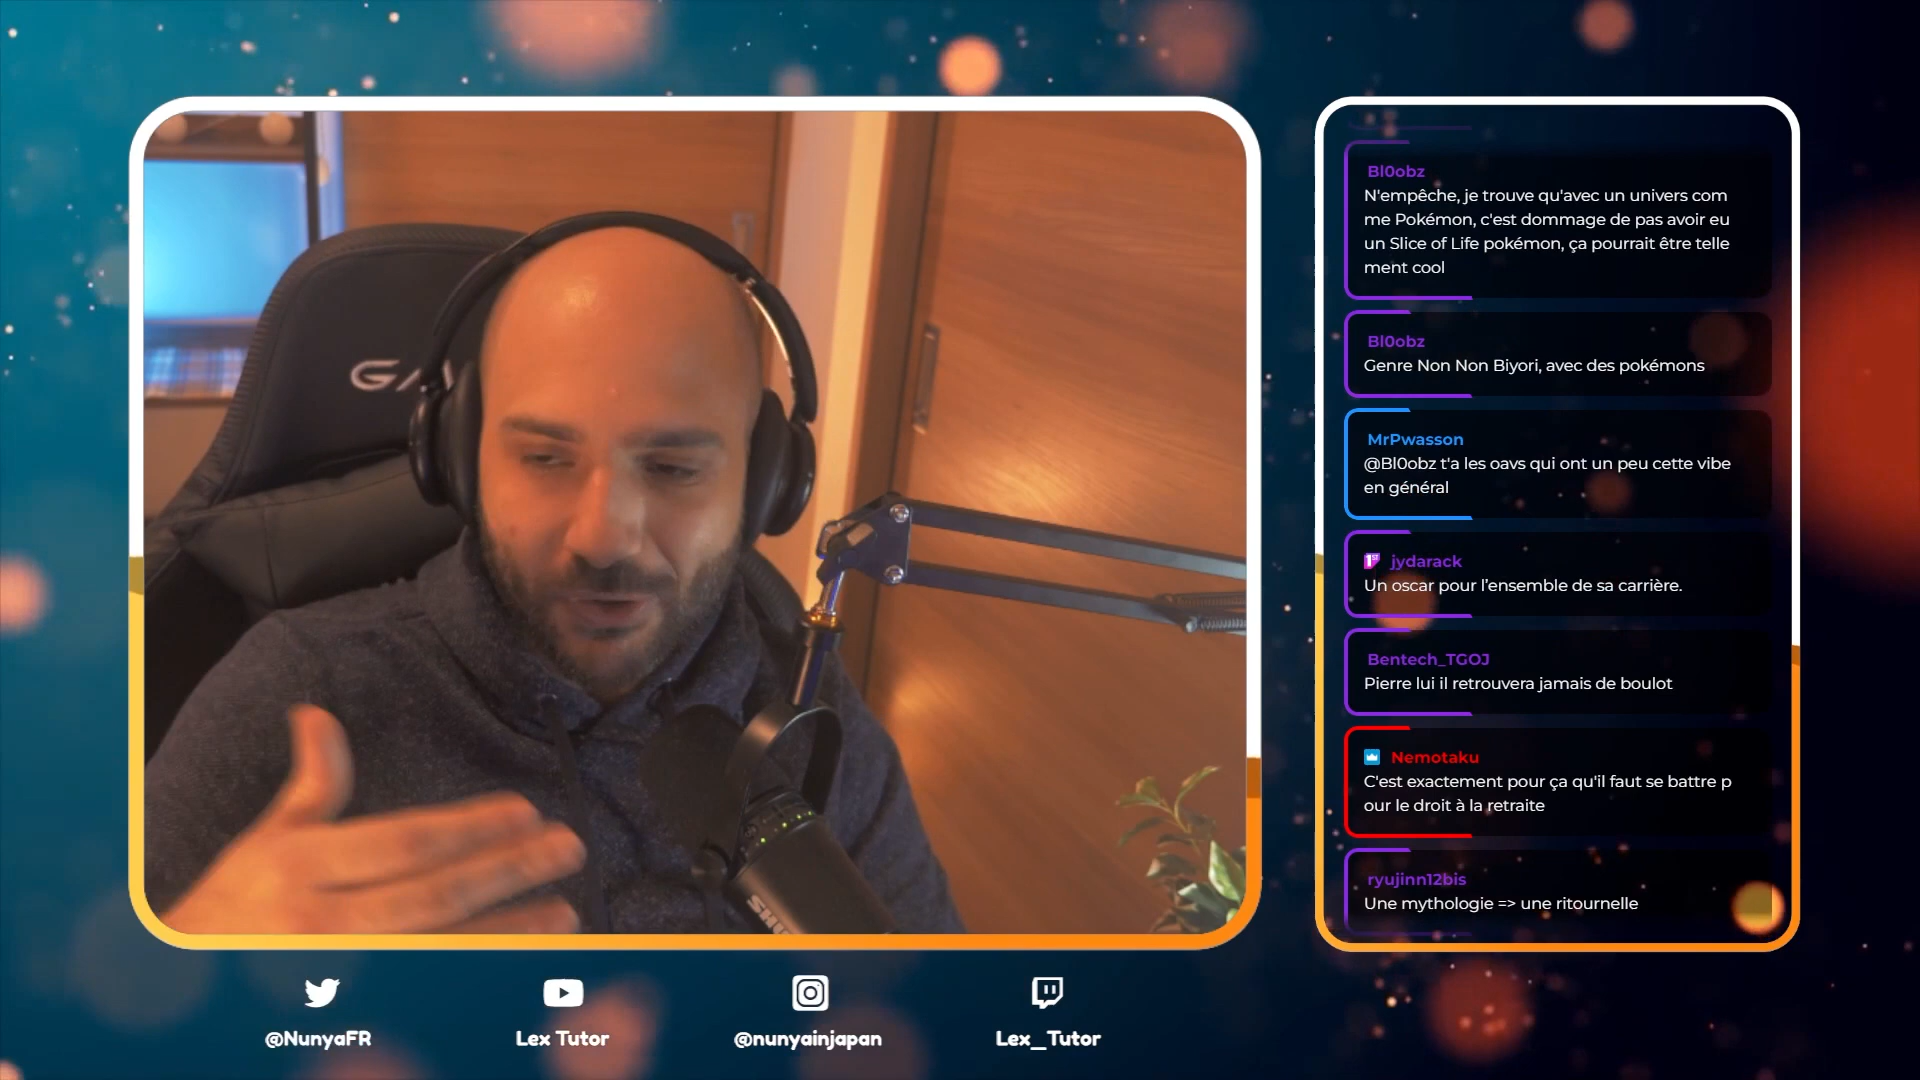 GA
SHU
Bl0obz
N'empêche, je trouve qu'avec un univers com
me Pokémon, c'est dommage de pas avoir eu
un Slice of Life pokémon, ça pourrait être telle
ment cool
Bl0obz
Genre Non Non Biyori, avec des pokémons
MrPwasson
@Bl0obz t'a les oavs qui ont un peu cette vibe
en général
jydarack
Un oscar pour l’ensemble de sa carrière.
Bentech_TGOJ
Pierre lui il retrouvera jamais de boulot
Nemotaku
C'est exactement pour ça qu'il faut se battre p
our le droit à la retraite
ryujinn12bis
Une mythologie => une ritournelle
@NunyaFR
Lex Tutor
@nunyainjapan
Lex_Tutor